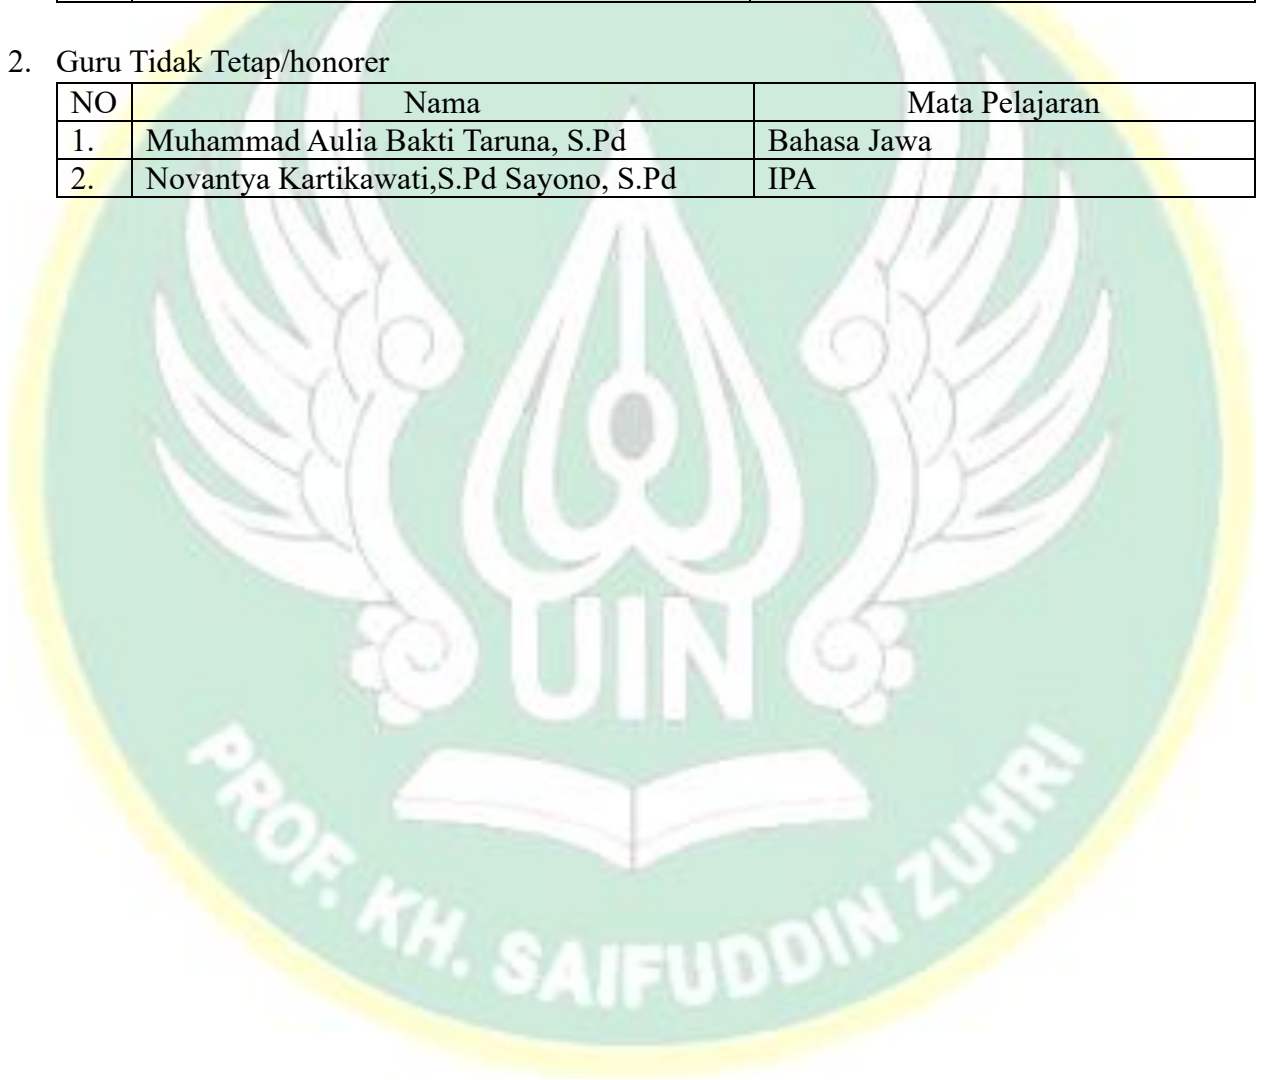 2. Guru Tidak Tetap/honorer
NO Nama Mata Pelajaran
1. Muhammad Aulia Bakti Taruna, S.Pd Bahasa Jawa
2. Novantya Kartikawati,S.Pd Sayono, S.Pd IPA
UIN
PROF. KH. SAIFUDDIN ZUHRI